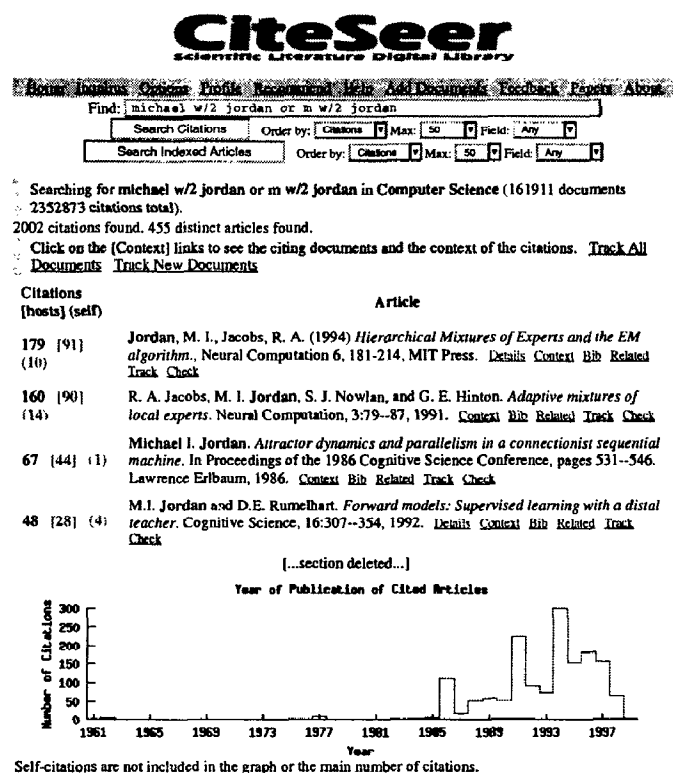 CiteSeer
Scientific Literature Digital Library
Home Inquirus Options Profile Recommend Help Add Documents Feedback Papers About
Find: michael w/2 jordan or m w/2 jordan
Search Citations Order by: Citations Max: 50 Field: Any
Search Indexed Articles Order by: Citations Max: 50 Field: Any
Searching for michael w/2 jordan or m w/2 jordan in Computer Science (161911 documents
2352873 citations total).
2002 citations found. 455 distinct articles found.
Click on the [Context] links to see the citing documents and the context of the citations. Track All
Documents Track New Documents
Citations
[hosts] (self) Article
179 [91]
(10)
Jordan, M. I., Jacobs, R. A. (1994) Hierarchical Mixtures of Experts and the EM
algorithm., Neural Computation 6, 181-214, MIT Press. Details Context Bib Related
Track Check
160 [90]
(14)
R. A. Jacobs, M. I. Jordan, S. J. Nowlan, and G. E. Hinton. Adaptive mixtures of
local experts. Neural Computation, 3:79--87, 1991. Context Bib Related Track Check
67 [44] (1)
Michael I. Jordan. Attractor dynamics and parallelism in a connectionist sequential
machine. In Proceedings of the 1986 Cognitive Science Conference, pages 531--546.
Lawrence Erlbaum, 1986. Context Bib Related Track Check
48 [28] (4)
M.I. Jordan and D.E. Rumelhart. Forward models: Supervised learning with a distal
teacher. Cognitive Science, 16:307--354, 1992. Details Context Bib Related Track
Check
[...section deleted...]
Year of Publication of Cited Articles
Number of Citations
300
250
200
150
100
50
0
1961 1965 1969 1973 1977 1981 1985 1989 1993 1997
Year
Self-citations are not included in the graph or the main number of citations.